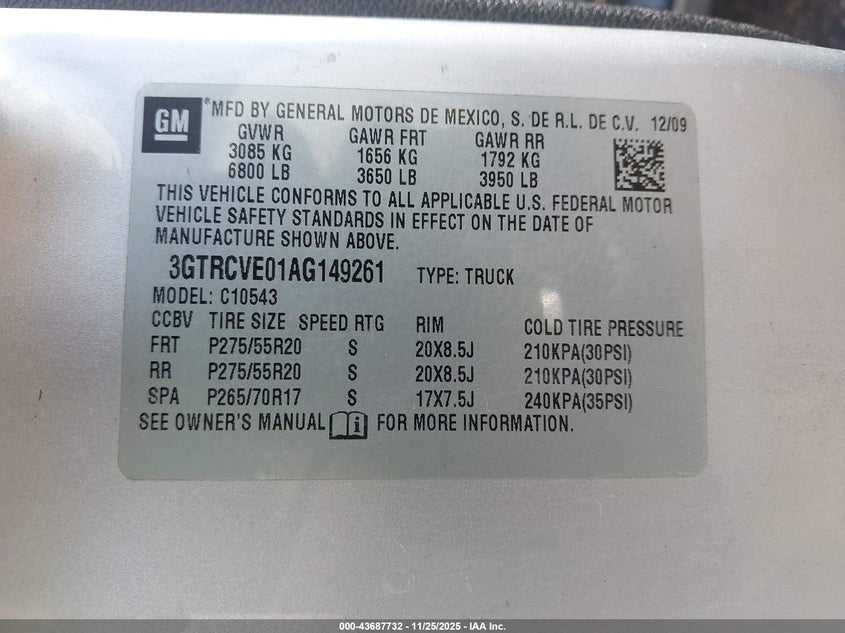 GM ® MFD BY GENERAL MOTORS DE MEXICO, S. DE R.L. DE C.V. 12/09
GVWR GAWR FRT GAWR RR
3085 KG 1656 KG 1792 KG
6800 LB 3650 LB 3950 LB
THIS VEHICLE CONFORMS TO ALL APPLICABLE U.S. FEDERAL MOTOR
VEHICLE SAFETY STANDARDS IN EFFECT ON THE DATE OF
MANUFACTURE SHOWN ABOVE.
3GTRCVE01AG149261 TYPE: TRUCK
MODEL: C10543
CCBV TIRE SIZE SPEED RTG RIM COLD TIRE PRESSURE
FRT P275/55R20 S 20X8.5J 210KPA(30PSI)
RR P275/55R20 S 20X8.5J 210KPA(30PSI)
SPA P265/70R17 S 17X7.5J 240KPA(35PSI)
SEE OWNER'S MANUAL i FOR MORE INFORMATION.
000-43687732 - 11/25/2025 - IAA Inc.